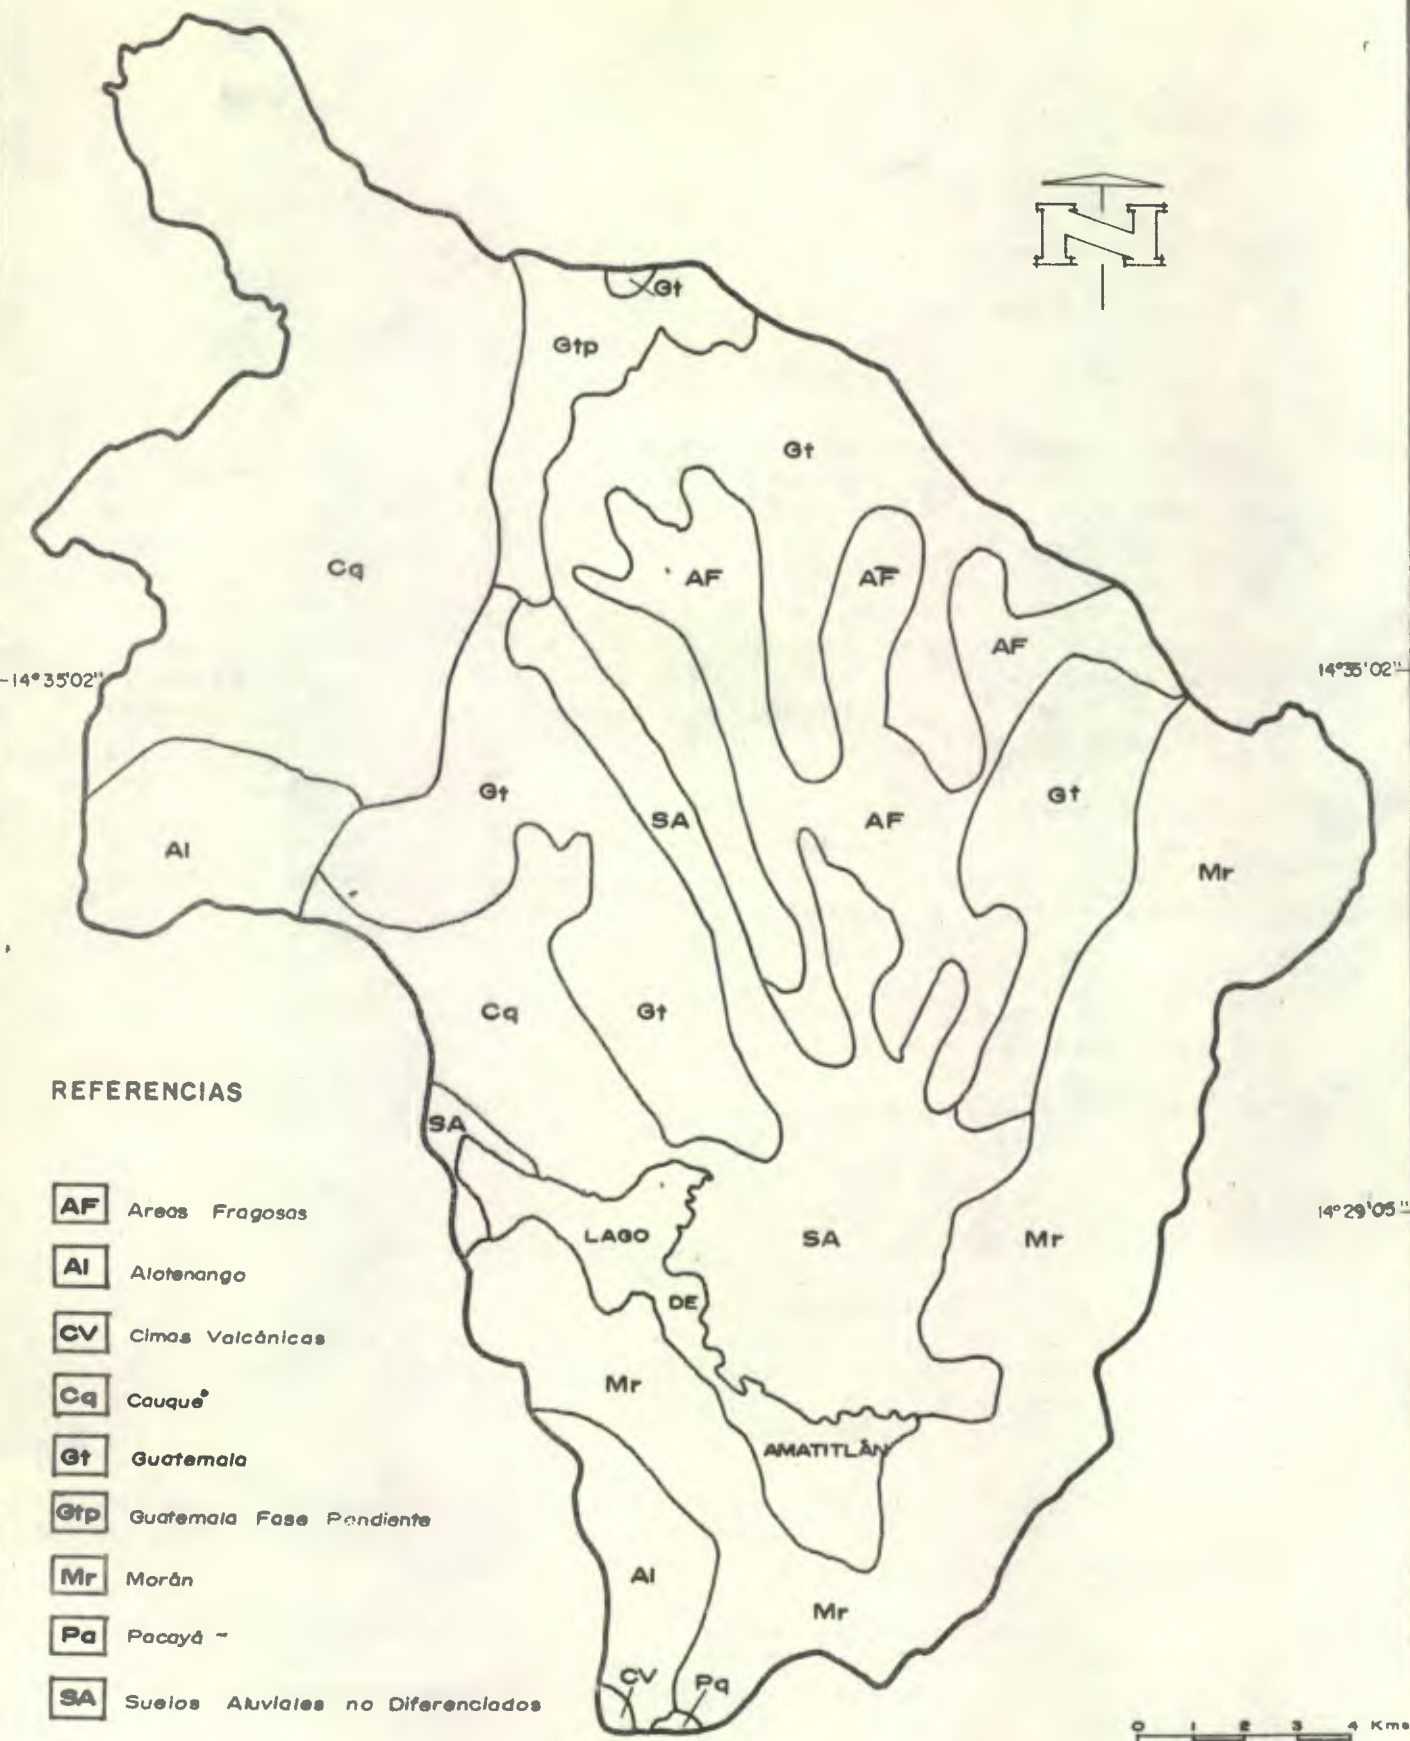 N
Gt
Gtp
Gt
Cq
AF
AF
AF
14°35'02"
14°35'02"
Gt
SA
AF
Gt
Al
Mr
Cq
Gt
REFERENCIAS
SA
AF Areas Fragosas
14°29'05"
LAGO
SA
Mr
Al Alotenango
DE
CV Cimas Valcánicas
Mr
Cq Cauqué
AMATITLÁN
Gt Guatemala
Gtp Guatemala Fase Pendiente
Al
Mr Morán
Mr
Pa Pacayá
CV
Pq
SA Suelos Aluviales no Diferenciados
0 1 2 3 4 Kms